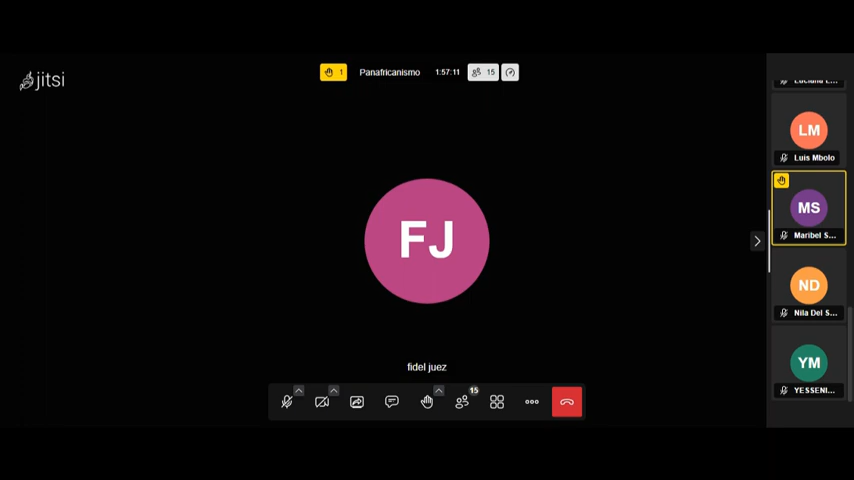 jitsi
1 Panafricanismo 1:57:11 15
LM
Luis Mbolo
MS
Maribel S...
FJ
ND
Nila Del S...
fidel juez
YM
YESSENI...
15